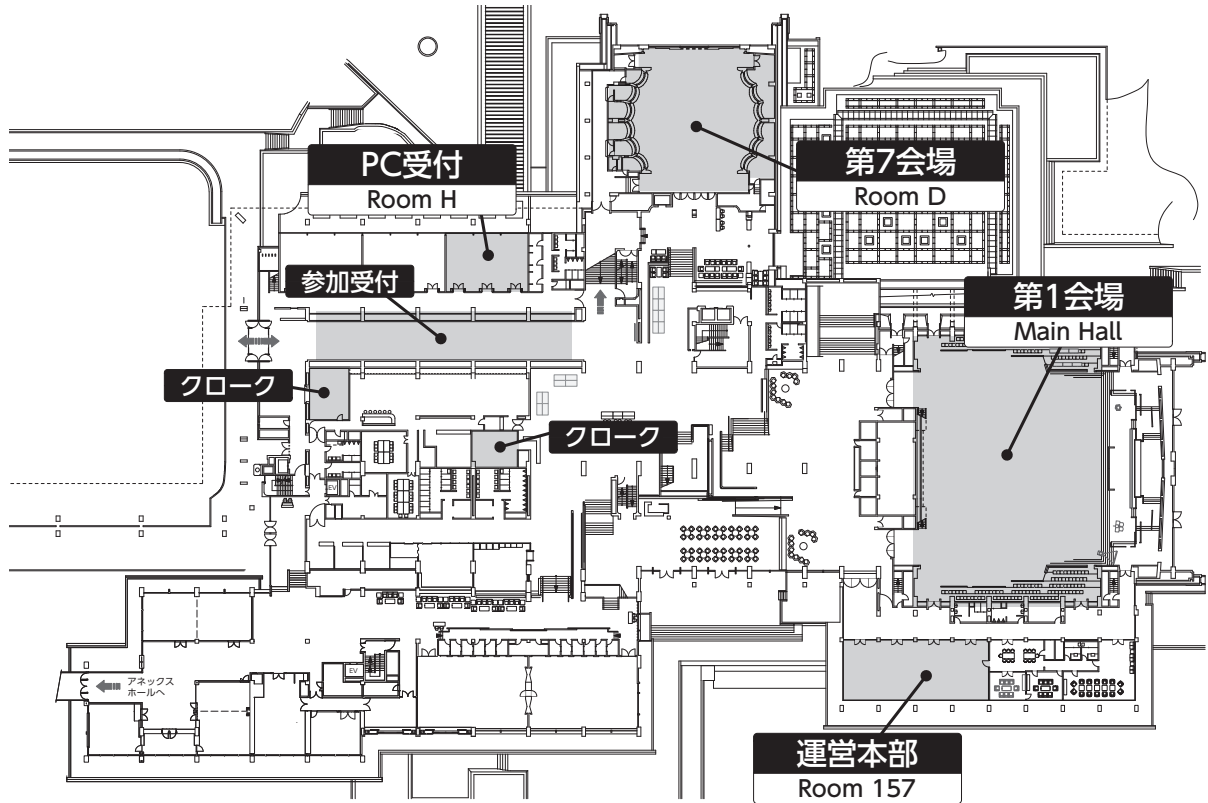 PC受付
Room H
第7会場
Room D
参加受付
第1会場
Main Hall
クローク
クローク
EV
EV
アネックス
ホールへ
運営本部
Room 157